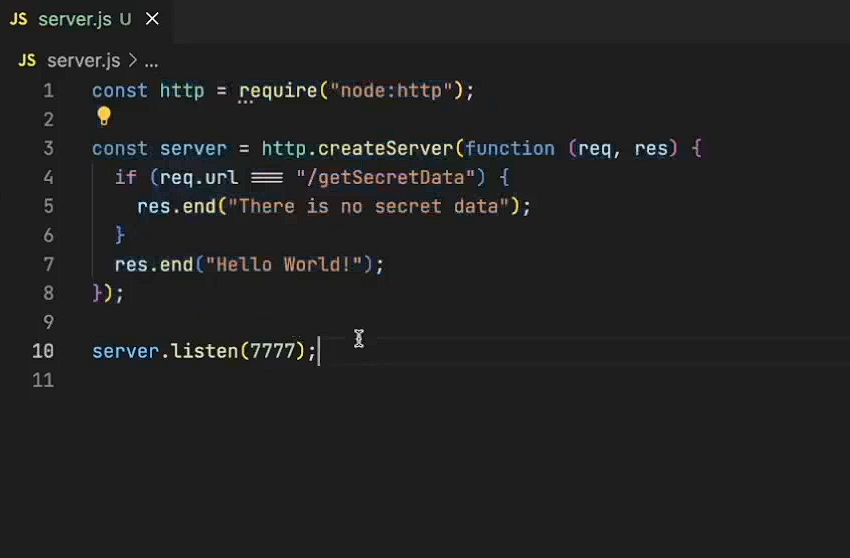 JS server.js U ×
JS server.js > ...
1 const http = require("node:http");
2
3 const server = http.createServer(function (req, res) {
4 if (req.url === "/getSecretData") {
5 res.end("There is no secret data");
6 }
7 res.end("Hello World!");
8 });
9
10 server.listen(7777);
11